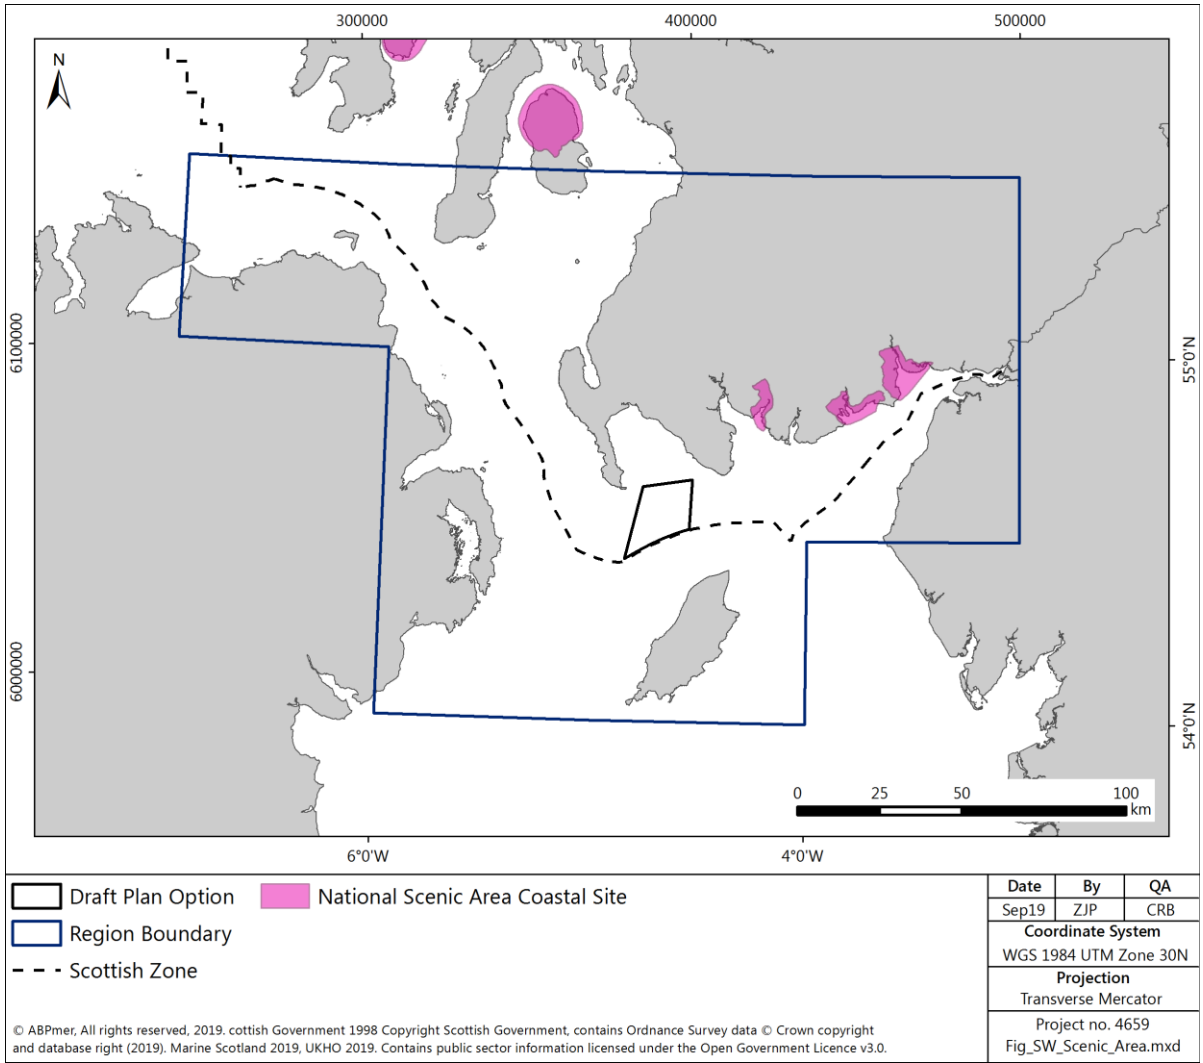 300000 400000 500000
N
6100000
55°0'N
6000000
54°0'N
0 25 50 100
km
6°0'W 4°0'W
Draft Plan Option National Scenic Area Coastal Site
Region Boundary
Scottish Zone
Date By QA
Sep19 ZJP CRB
Coordinate System
WGS 1984 UTM Zone 30N
Projection
Transverse Mercator
Project no. 4659
Fig_SW_Scenic_Area.mxd
© ABPmer, All rights reserved, 2019. cottish Government 1998 Copyright Scottish Government, contains Ordnance Survey data © Crown copyright
and database right (2019). Marine Scotland 2019, UKHO 2019. Contains public sector information licensed under the Open Government Licence v3.0.